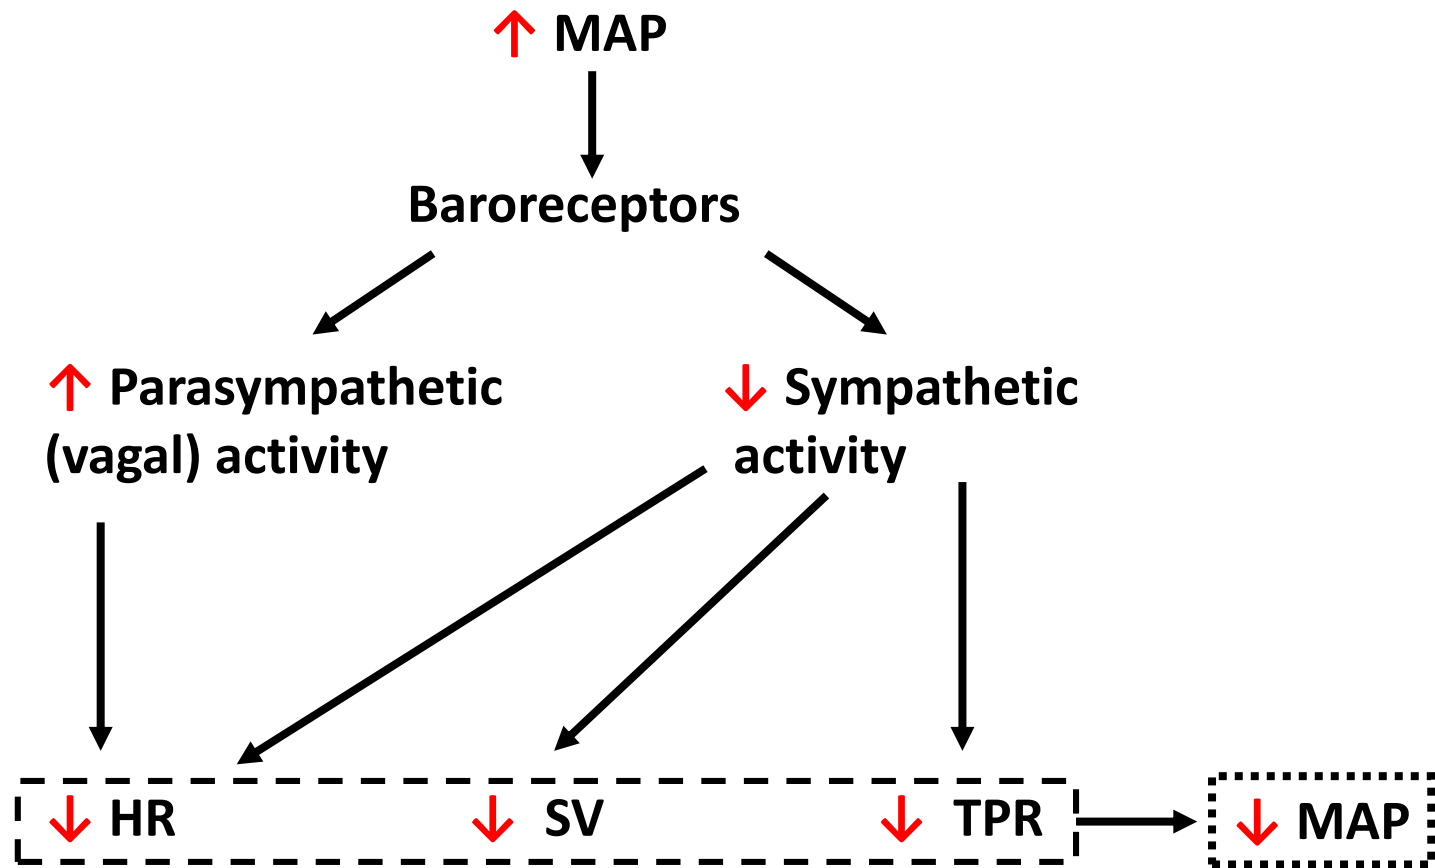 ↑ MAP
Baroreceptors
↑ Parasympathetic
(vagal) activity
↓ Sympathetic
activity
↓ HR
↓ SV
↓ TPR
↓ MAP